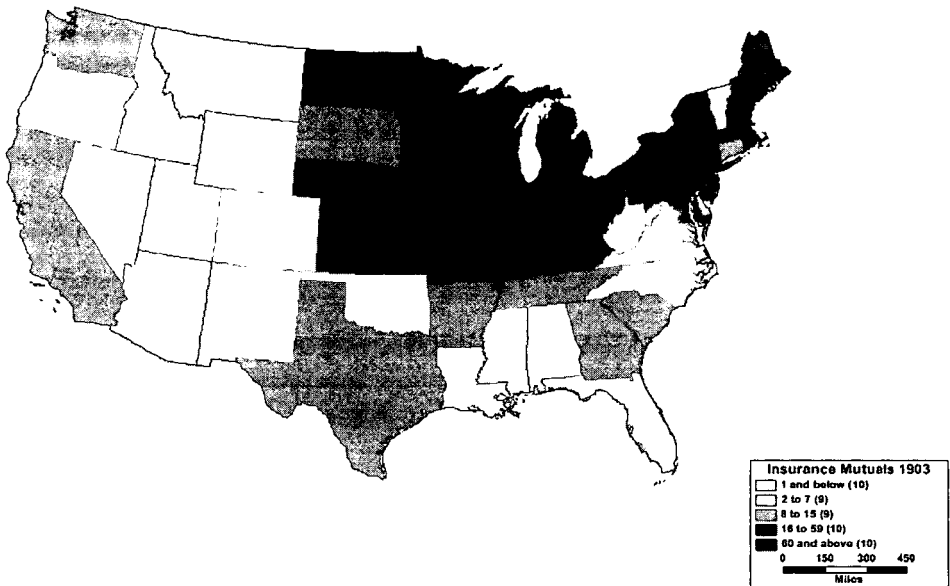 Insurance Mutuals 1903
1 and below (10)
2 to 7 (9)
8 to 15 (9)
16 to 59 (10)
60 and above (10)
0 150 300 450
Miles